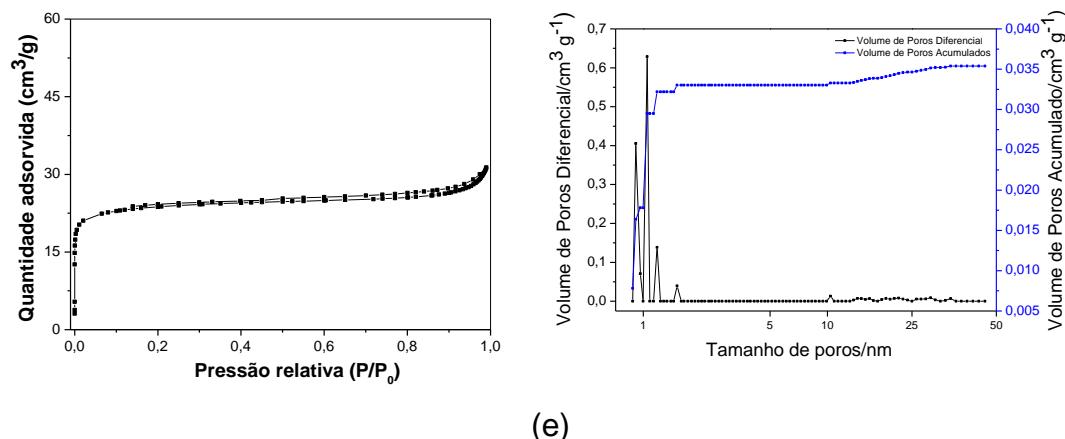 60
45
30
15
0
0,0 0,2 0,4 0,6 0,8 1,0
Quantidade adsorvida (cm³/g)
Pressão relativa (P/P₀)
0,7
0,6
0,5
0,4
0,3
0,2
0,1
0,0
Volume de Poros Diferencial/cm³ g⁻¹
Volume de Poros Diferencial
Volume de Poros Acumulados
1 5 10 25 50
Tamanho de poros/nm
0,040
0,035
0,030
0,025
0,020
0,015
0,010
0,005
Volume de Poros Acumulado/cm³ g⁻¹
(e)